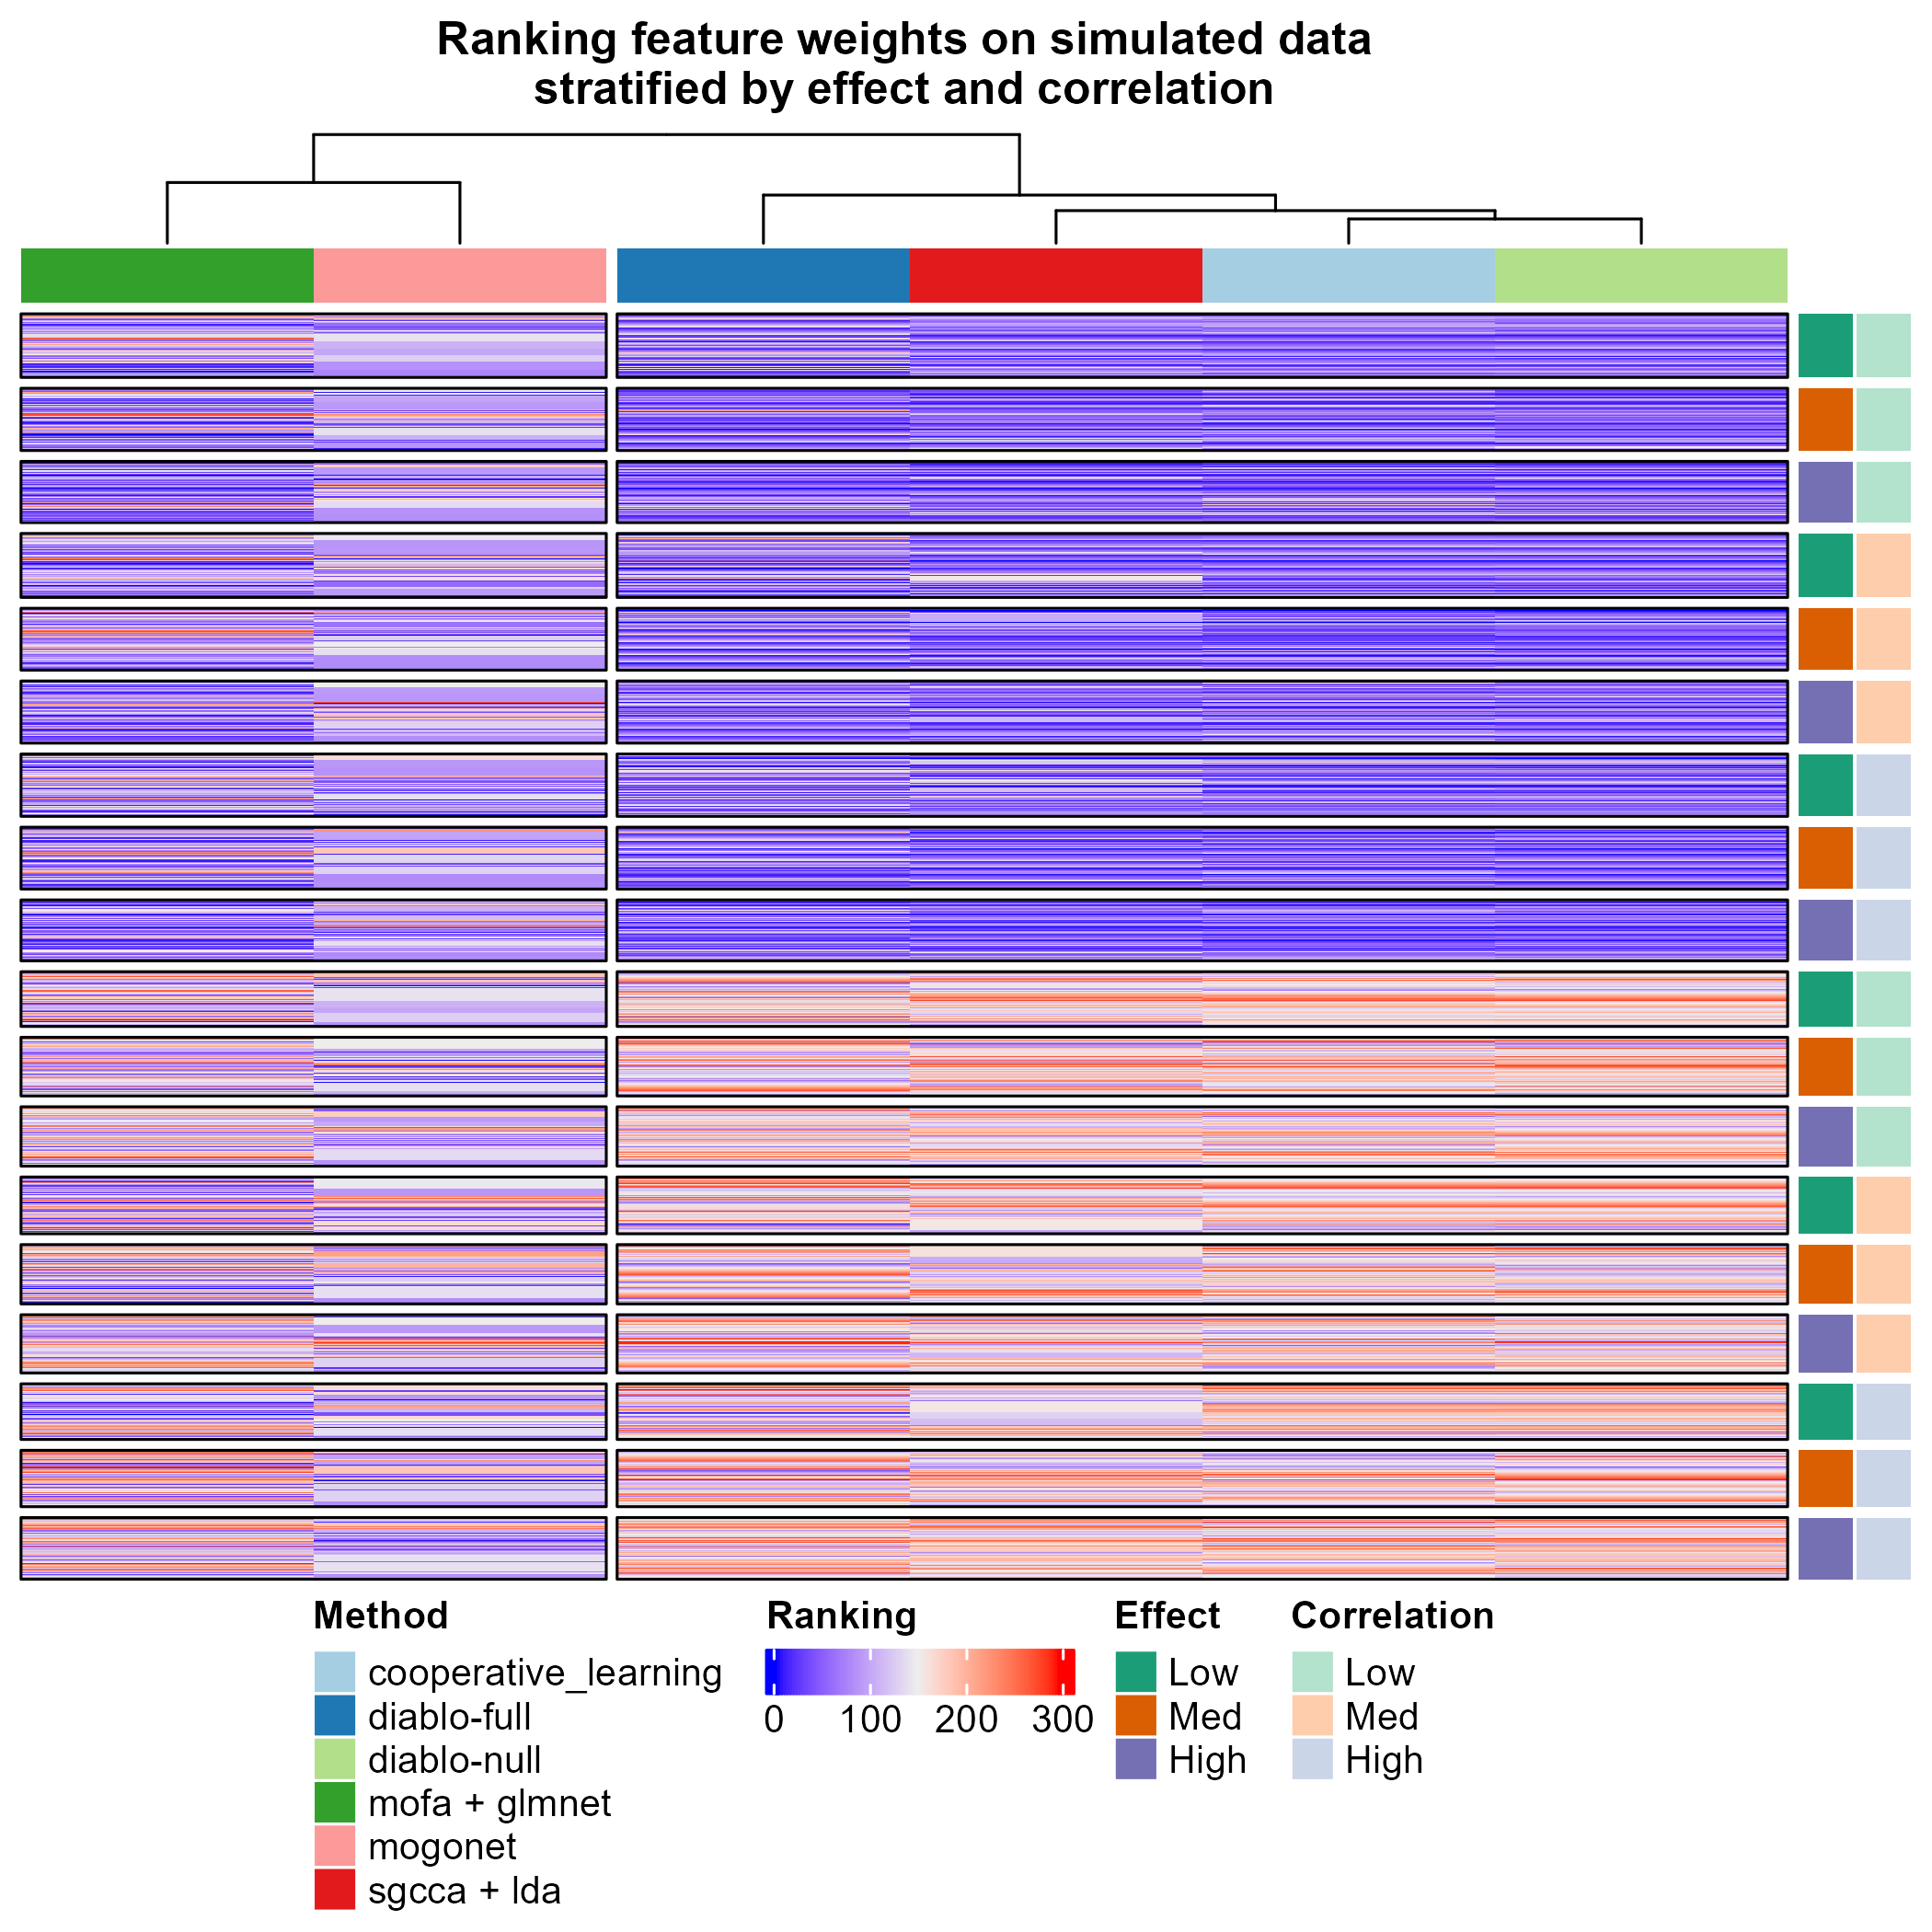 Ranking feature weights on simulated data
stratified by effect and correlation
Method
cooperative_learning
diablo-full
diablo-null
mofa + glmnet
mogonet
sgcca + lda
Ranking
0 100 200 300
Effect
Low
Med
High
Correlation
Low
Med
High